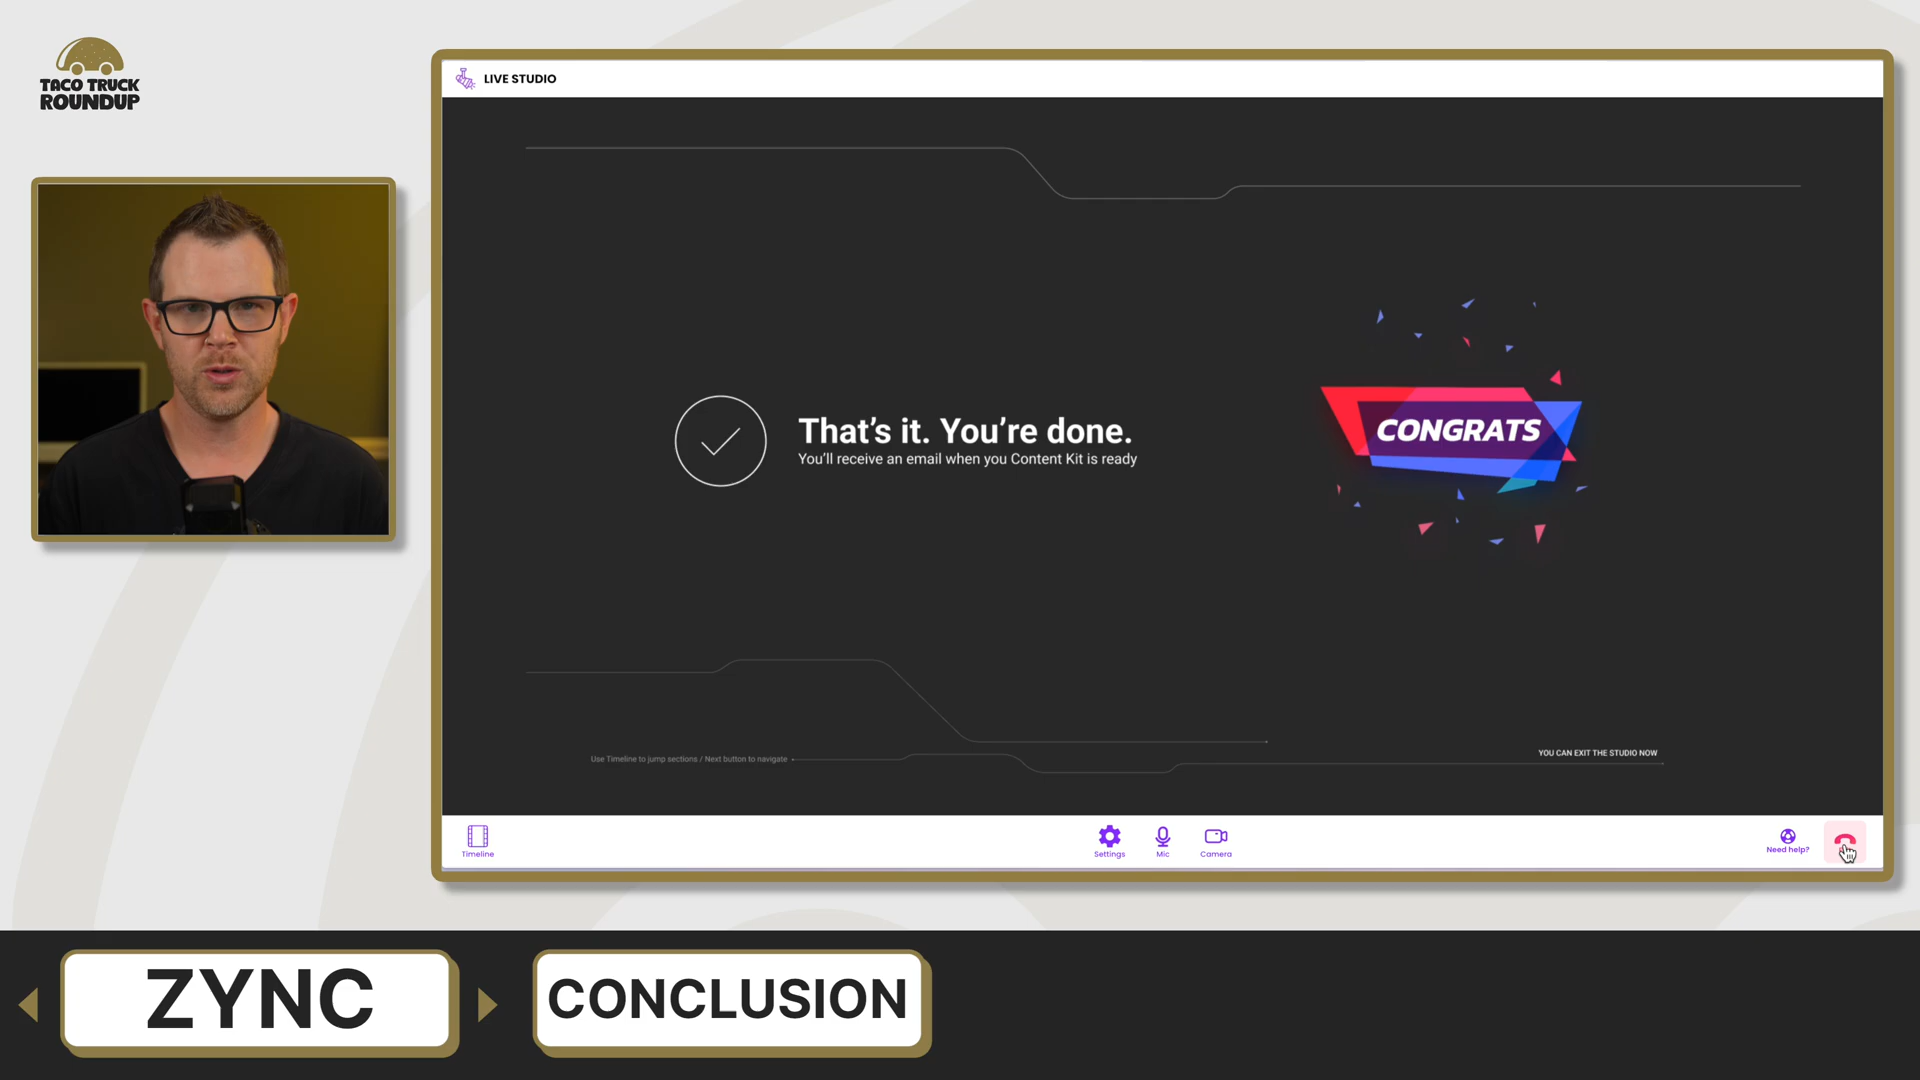 TACO TRUCK
ROUNDUP
LIVE STUDIO
That's it. You're done.
You'll receive an email when you Content Kit is ready
CONGRATS
Use Timeline to jump sections / Next button to navigate
YOU CAN EXIT THE STUDIO NOW
Timeline
Settings
Mic
Camera
Need help?
ZYNC
CONCLUSION